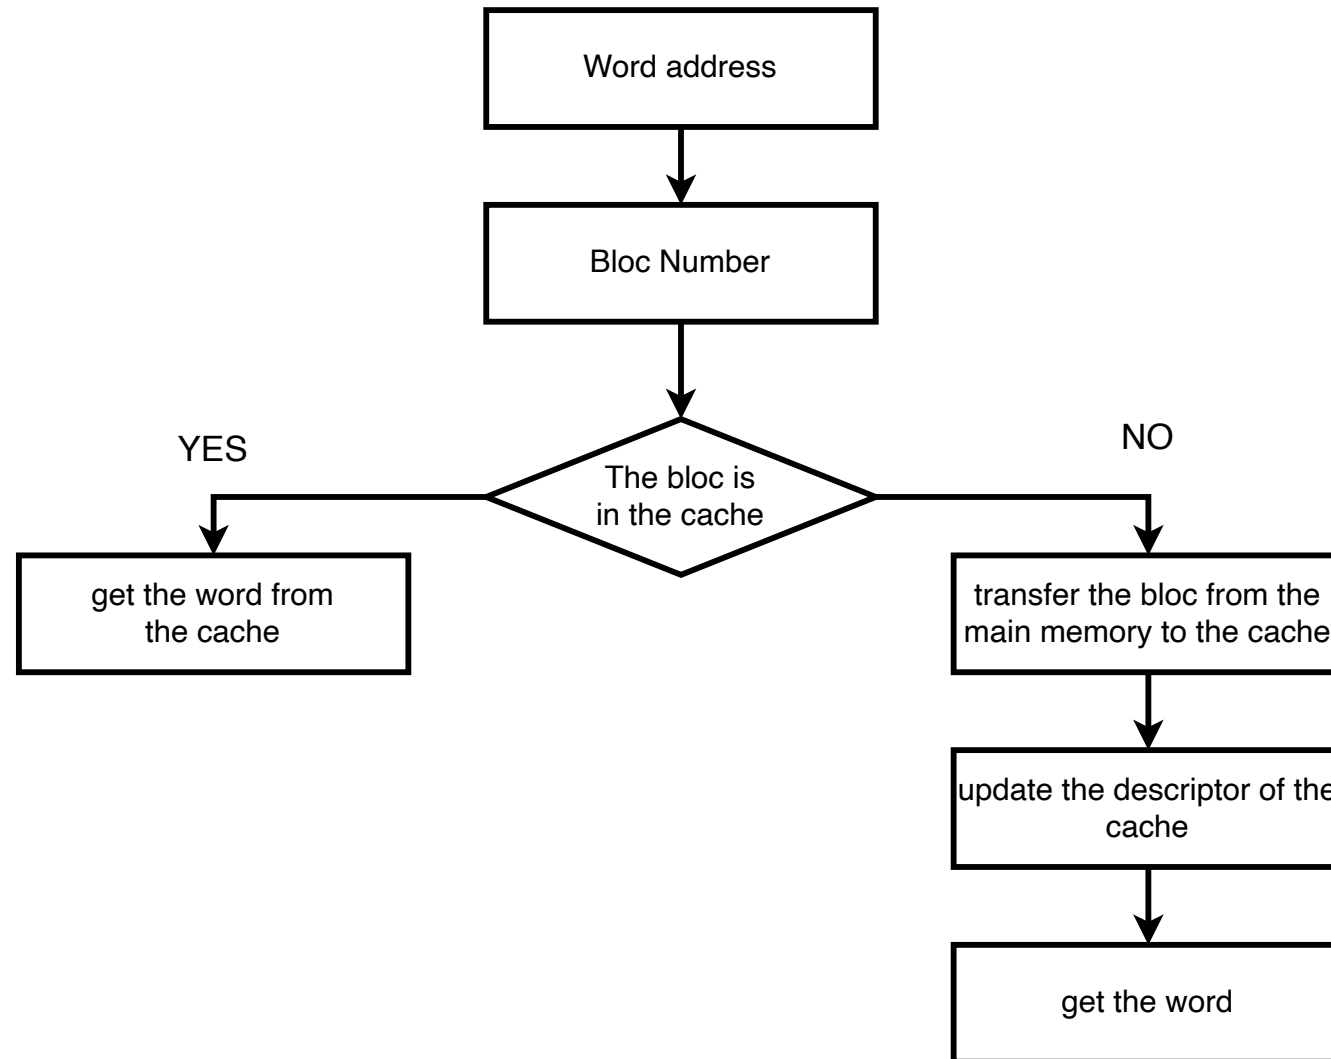 Word address
Bloc Number
YES
NO
The bloc is
in the cache
get the word from
the cache
transfer the bloc from the
main memory to the cache
update the descriptor of the
cache
get the word